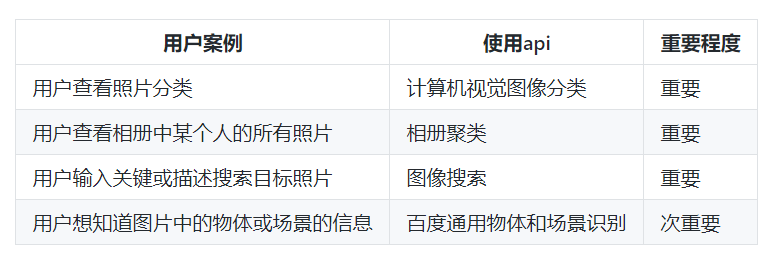 用户案例 使用api 重要程度
用户查看照片分类 计算机视觉图像分类 重要
用户查看相册中某个人的所有照片 相册聚类 重要
用户输入关键或描述搜索目标照片 图像搜索 重要
用户想知道图片中的物体或场景的信息 百度通用物体和场景识别 次重要